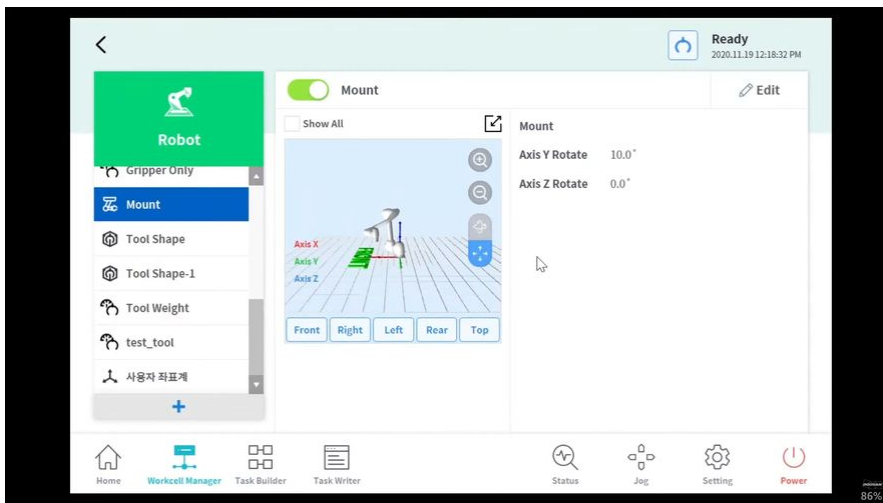 Ready
2020.11.19 12:18:32 PM
Robot
Gripper Only
Mount
Tool Shape
Tool Shape-1
Tool Weight
test_tool
사용자 좌표계
+
Mount
Edit
Show All
Axis X
Axis Y
Axis Z
FRONT
Front
Right
Left
Rear
Top
Mount
Axis Y Rotate 10.0˚
Axis Z Rotate 0.0˚
Home
Workcell Manager
Task Builder
Task Writer
Status
Jog
Setting
Power
86%